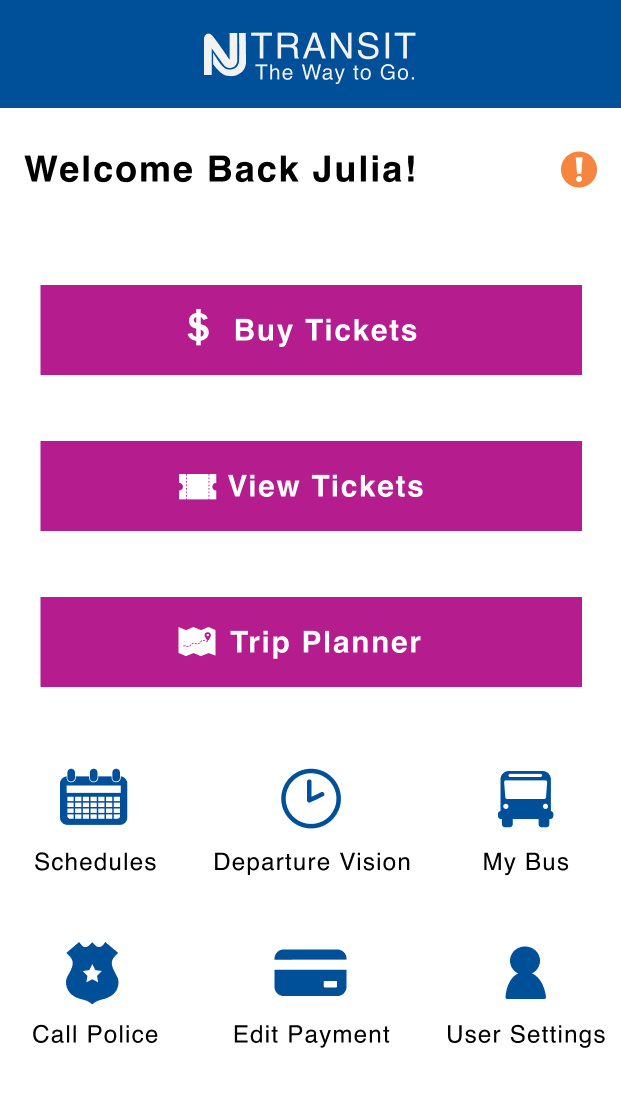 NJ TRANSIT
The Way to Go.
Welcome Back Julia!
$ Buy Tickets
View Tickets
Trip Planner
Schedules
Departure Vision
My Bus
Call Police
Edit Payment
User Settings